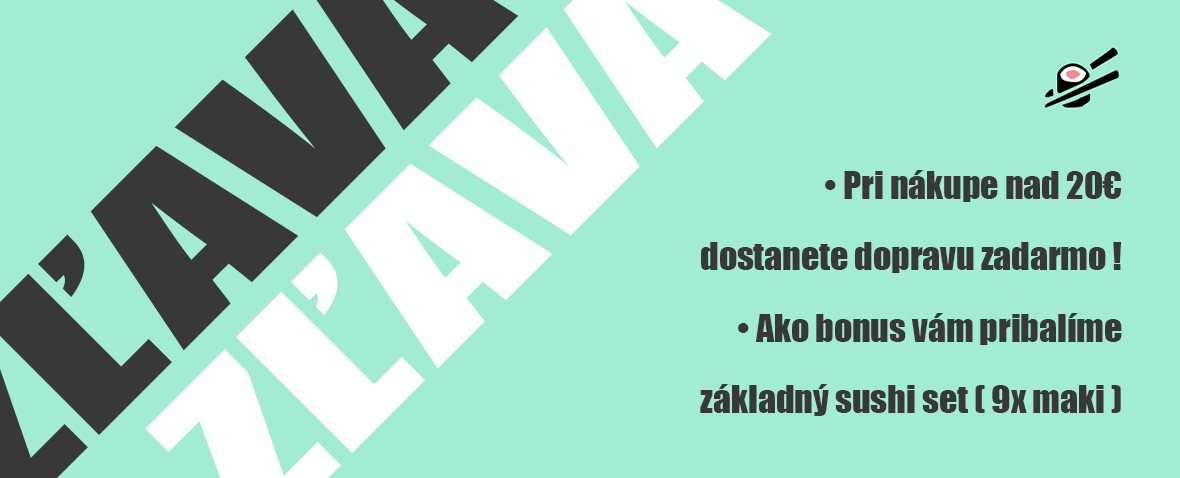 ZĽAVA
ZĽAVA
• Pri nákupe nad 20€
dostanete dopravu zadarmo !
• Ako bonus vám pribalíme
základný sushi set ( 9x maki )